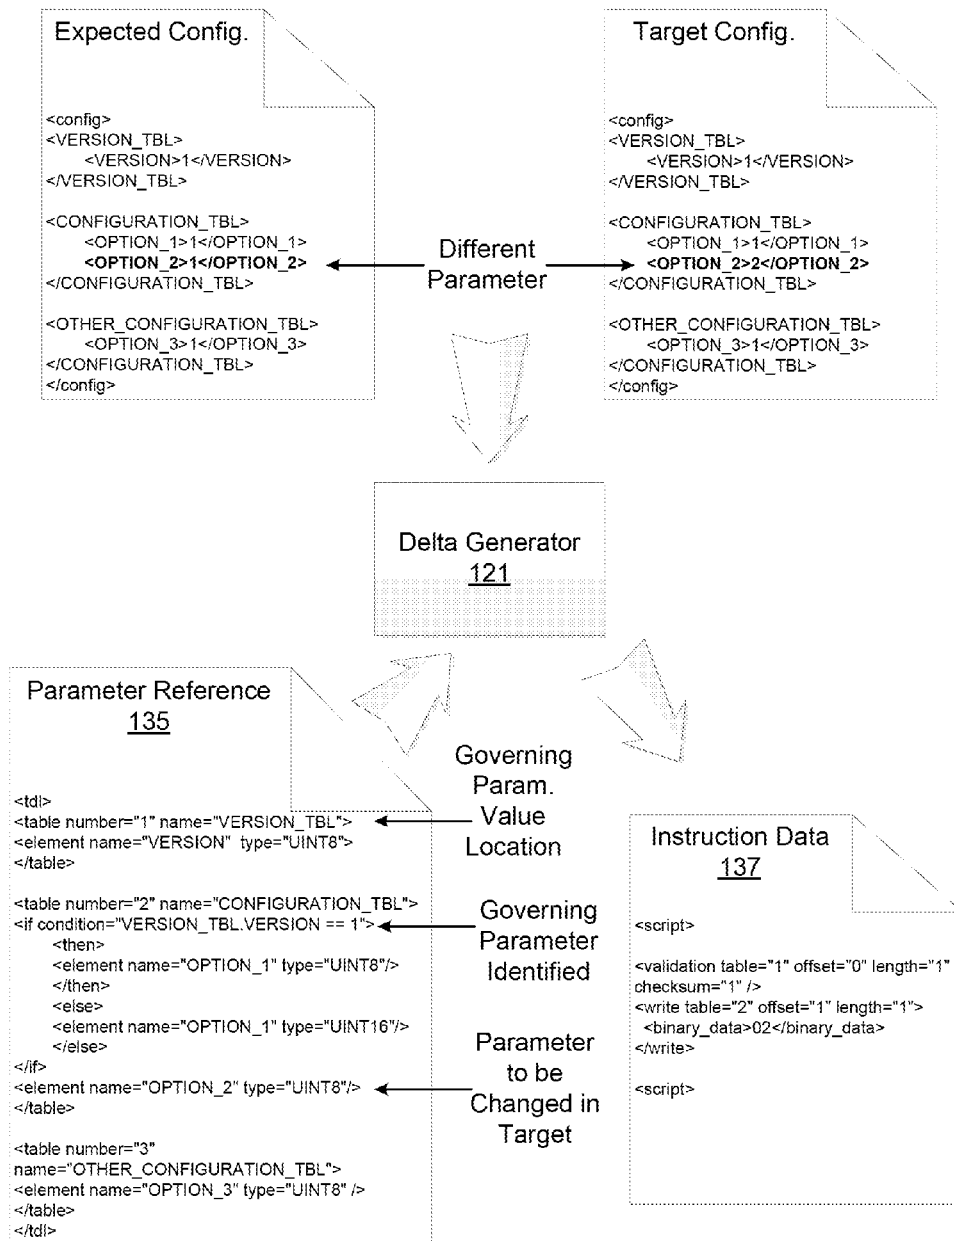 Expected Config.
<config>
<VERSION_TBL>
<VERSION>1</VERSION>
</VERSION_TBL>
<CONFIGURATION_TBL>
<OPTION_1>1</OPTION_1>
<OPTION_2>1</OPTION_2>
</CONFIGURATION_TBL>
<OTHER_CONFIGURATION_TBL>
<OPTION_3>1</OPTION_3>
</CONFIGURATION_TBL>
</config>
Different
Parameter
Target Config.
<config>
<VERSION_TBL>
<VERSION>1</VERSION>
</VERSION_TBL>
<CONFIGURATION_TBL>
<OPTION_1>1</OPTION_1>
<OPTION_2>2</OPTION_2>
</CONFIGURATION_TBL>
<OTHER_CONFIGURATION_TBL>
<OPTION_3>1</OPTION_3>
</CONFIGURATION_TBL>
</config>
Delta Generator
121
Parameter Reference
135
<tdl>
<table number="1" name="VERSION_TBL">
<element name="VERSION" type="UINT8">
</table>
<table number="2" name="CONFIGURATION_TBL">
<if condition="VERSION_TBL.VERSION == 1">
<then>
<element name="OPTION_1" type="UINT8"/>
</then>
<else>
<element name="OPTION_1" type="UINT16"/>
</else>
</if>
<element name="OPTION_2" type="UINT8"/>
</table>
<table number="3"
name="OTHER_CONFIGURATION_TBL">
<element name="OPTION_3" type="UINT8" />
</table>
</tdl>
Governing
Param.
Value
Location
Governing
Parameter
Identified
Parameter
to be
Changed in
Target
Instruction Data
137
<script>
<validation table="1" offset="0" length="1"
checksum="1" />
<write table="2" offset="1" length="1">
<binary_data>02</binary_data>
</write>
<script>